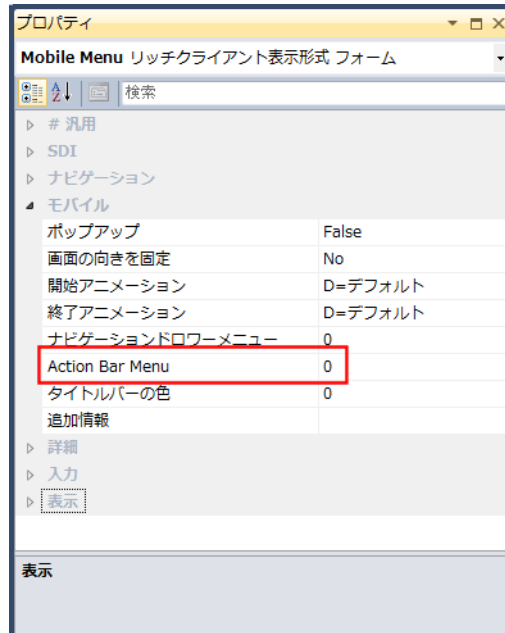 プロパティ
Mobile Menu リッチクライアント表示形式 フォーム
検索
# 汎用
SDI
ナビゲーション
モバイル
ポップアップ False
画面の向きを固定 No
開始アニメーション D=デフォルト
終了アニメーション D=デフォルト
ナビゲーションドロワーメニュー 0
Action Bar Menu 0
タイトルバーの色 0
追加情報
詳細
入力
表示
表示